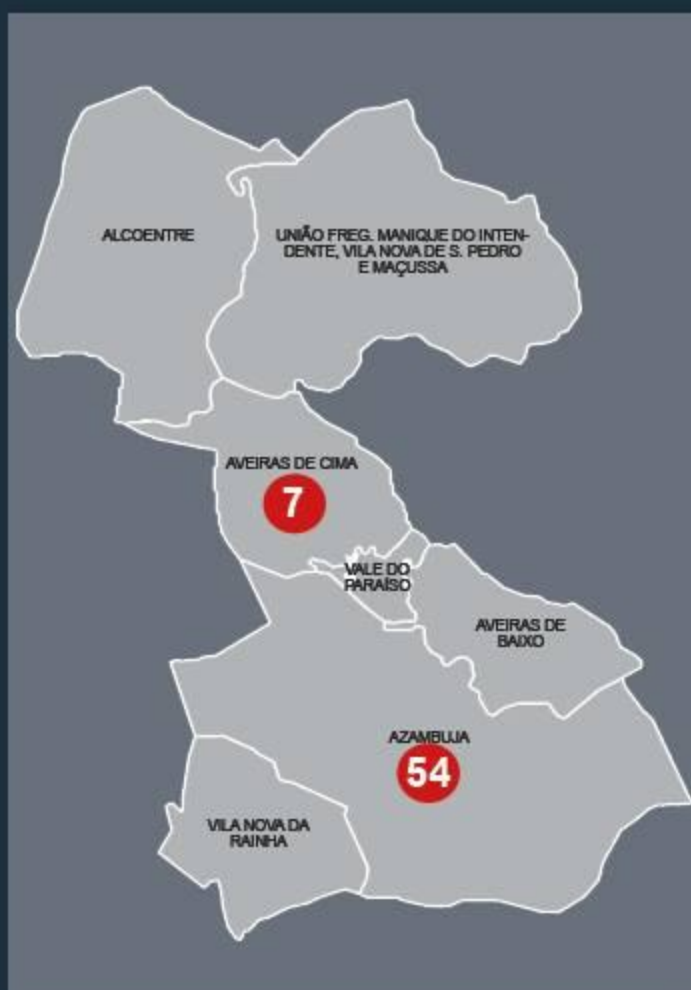 ALCOENTRE
UNIÃO FREG. MANIQUE DO INTEN-
DENTE, VILA NOVA DE S. PEDRO
E MAÇUSSA
AVEIRAS DE CIMA
7
VALE DO
PARAÍSO
AVEIRAS DE
BAIXO
AZAMBUJA
54
VILA NOVA DA
RAINHA